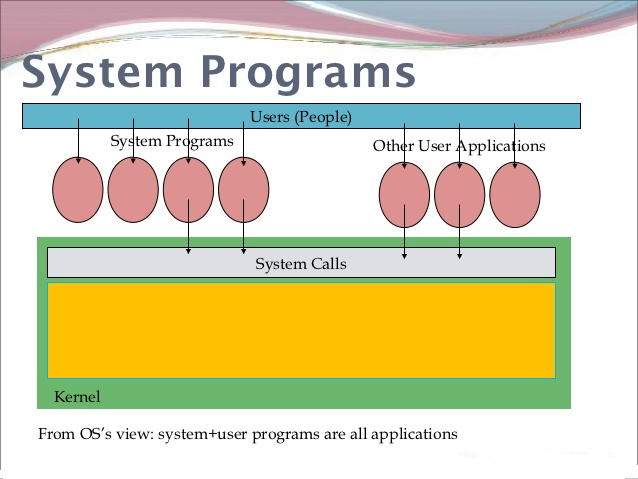 System Programs
Users (People)
System Programs
Other User Applications
System Calls
Kernel
From OS’s view: system+user programs are all applications